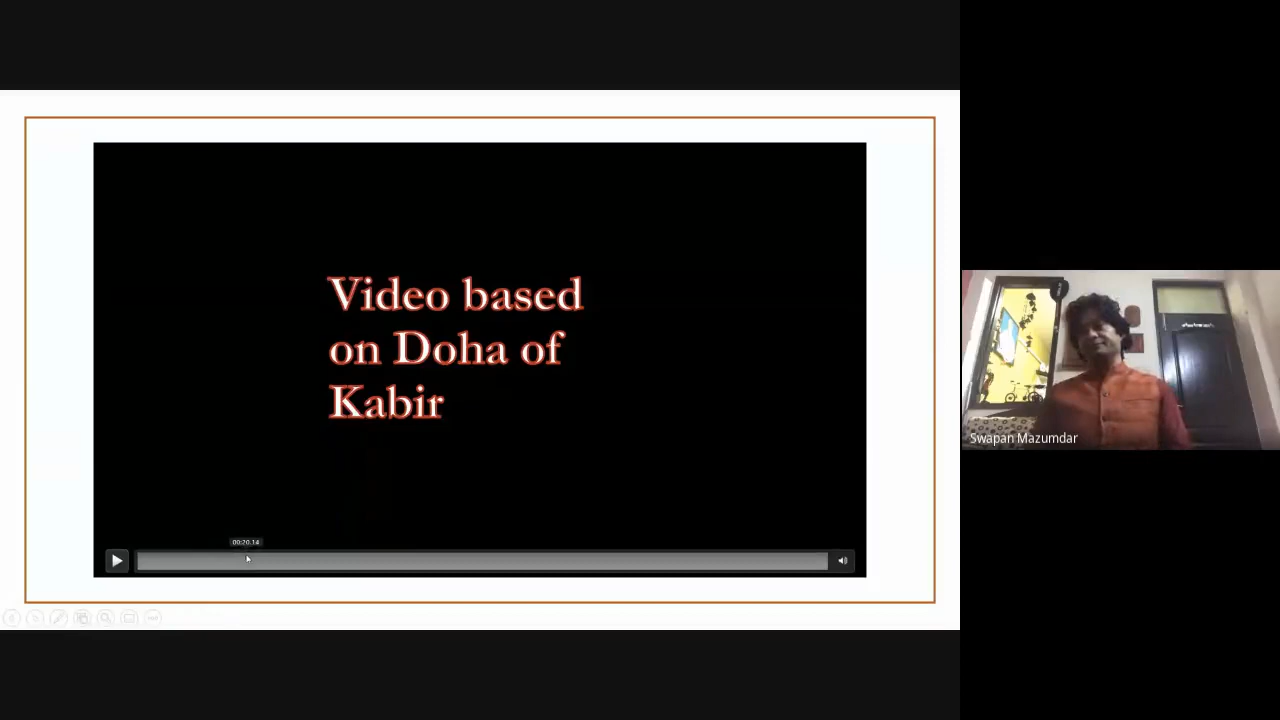 Video based
on Doha of
Kabir
00:20.14
Swapan Mazumdar